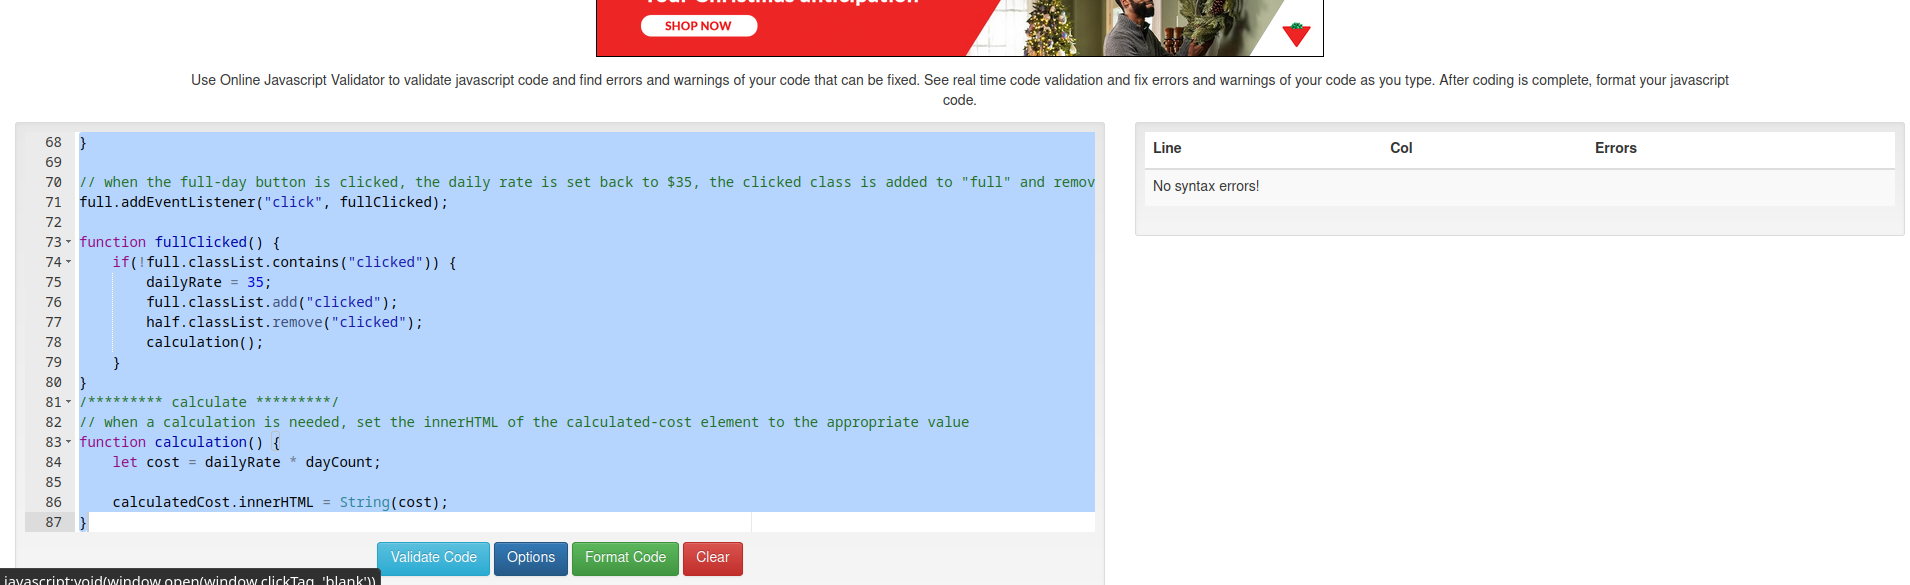 Your Christmas anticipation
SHOP NOW
Use Online Javascript Validator to validate javascript code and find errors and warnings of your code that can be fixed. See real time code validation and fix errors and warnings of your code as you type. After coding is complete, format your javascript
code.
68 }
69
70 // when the full-day button is clicked, the daily rate is set back to $35, the clicked class is added to "full" and remov
71 full.addEventListener("click", fullClicked);
72
73 function fullClicked() {
74     if(!full.classList.contains("clicked")) {
75         dailyRate = 35;
76         full.classList.add("clicked");
77         half.classList.remove("clicked");
78         calculation();
79     }
80 }
81 /********* calculate *********/
82 // when a calculation is needed, set the innerHTML of the calculated-cost element to the appropriate value
83 function calculation() {
84     let cost = dailyRate * dayCount;
85
86     calculatedCost.innerHTML = String(cost);
87 }
Line Col Errors
No syntax errors!
Validate Code Options Format Code Clear
javascript:void(window.open(window.clickTag, 'blank'))